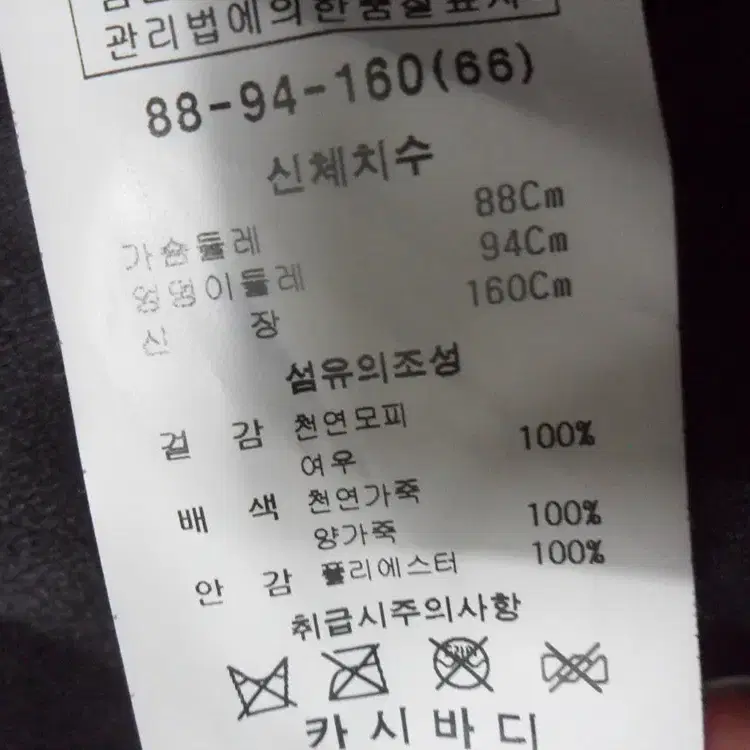 관리법에의한품질표시
88-94-160(66)
신체치수
가슴둘레 88Cm
엉덩이둘레 94Cm
신 장 160Cm
섬유의조성
겉 감 천연모피
여우 100%
배 색 천연가죽
양가죽 100%
안 감 폴리에스터 100%
취급시주의사항
드라이
카시바디